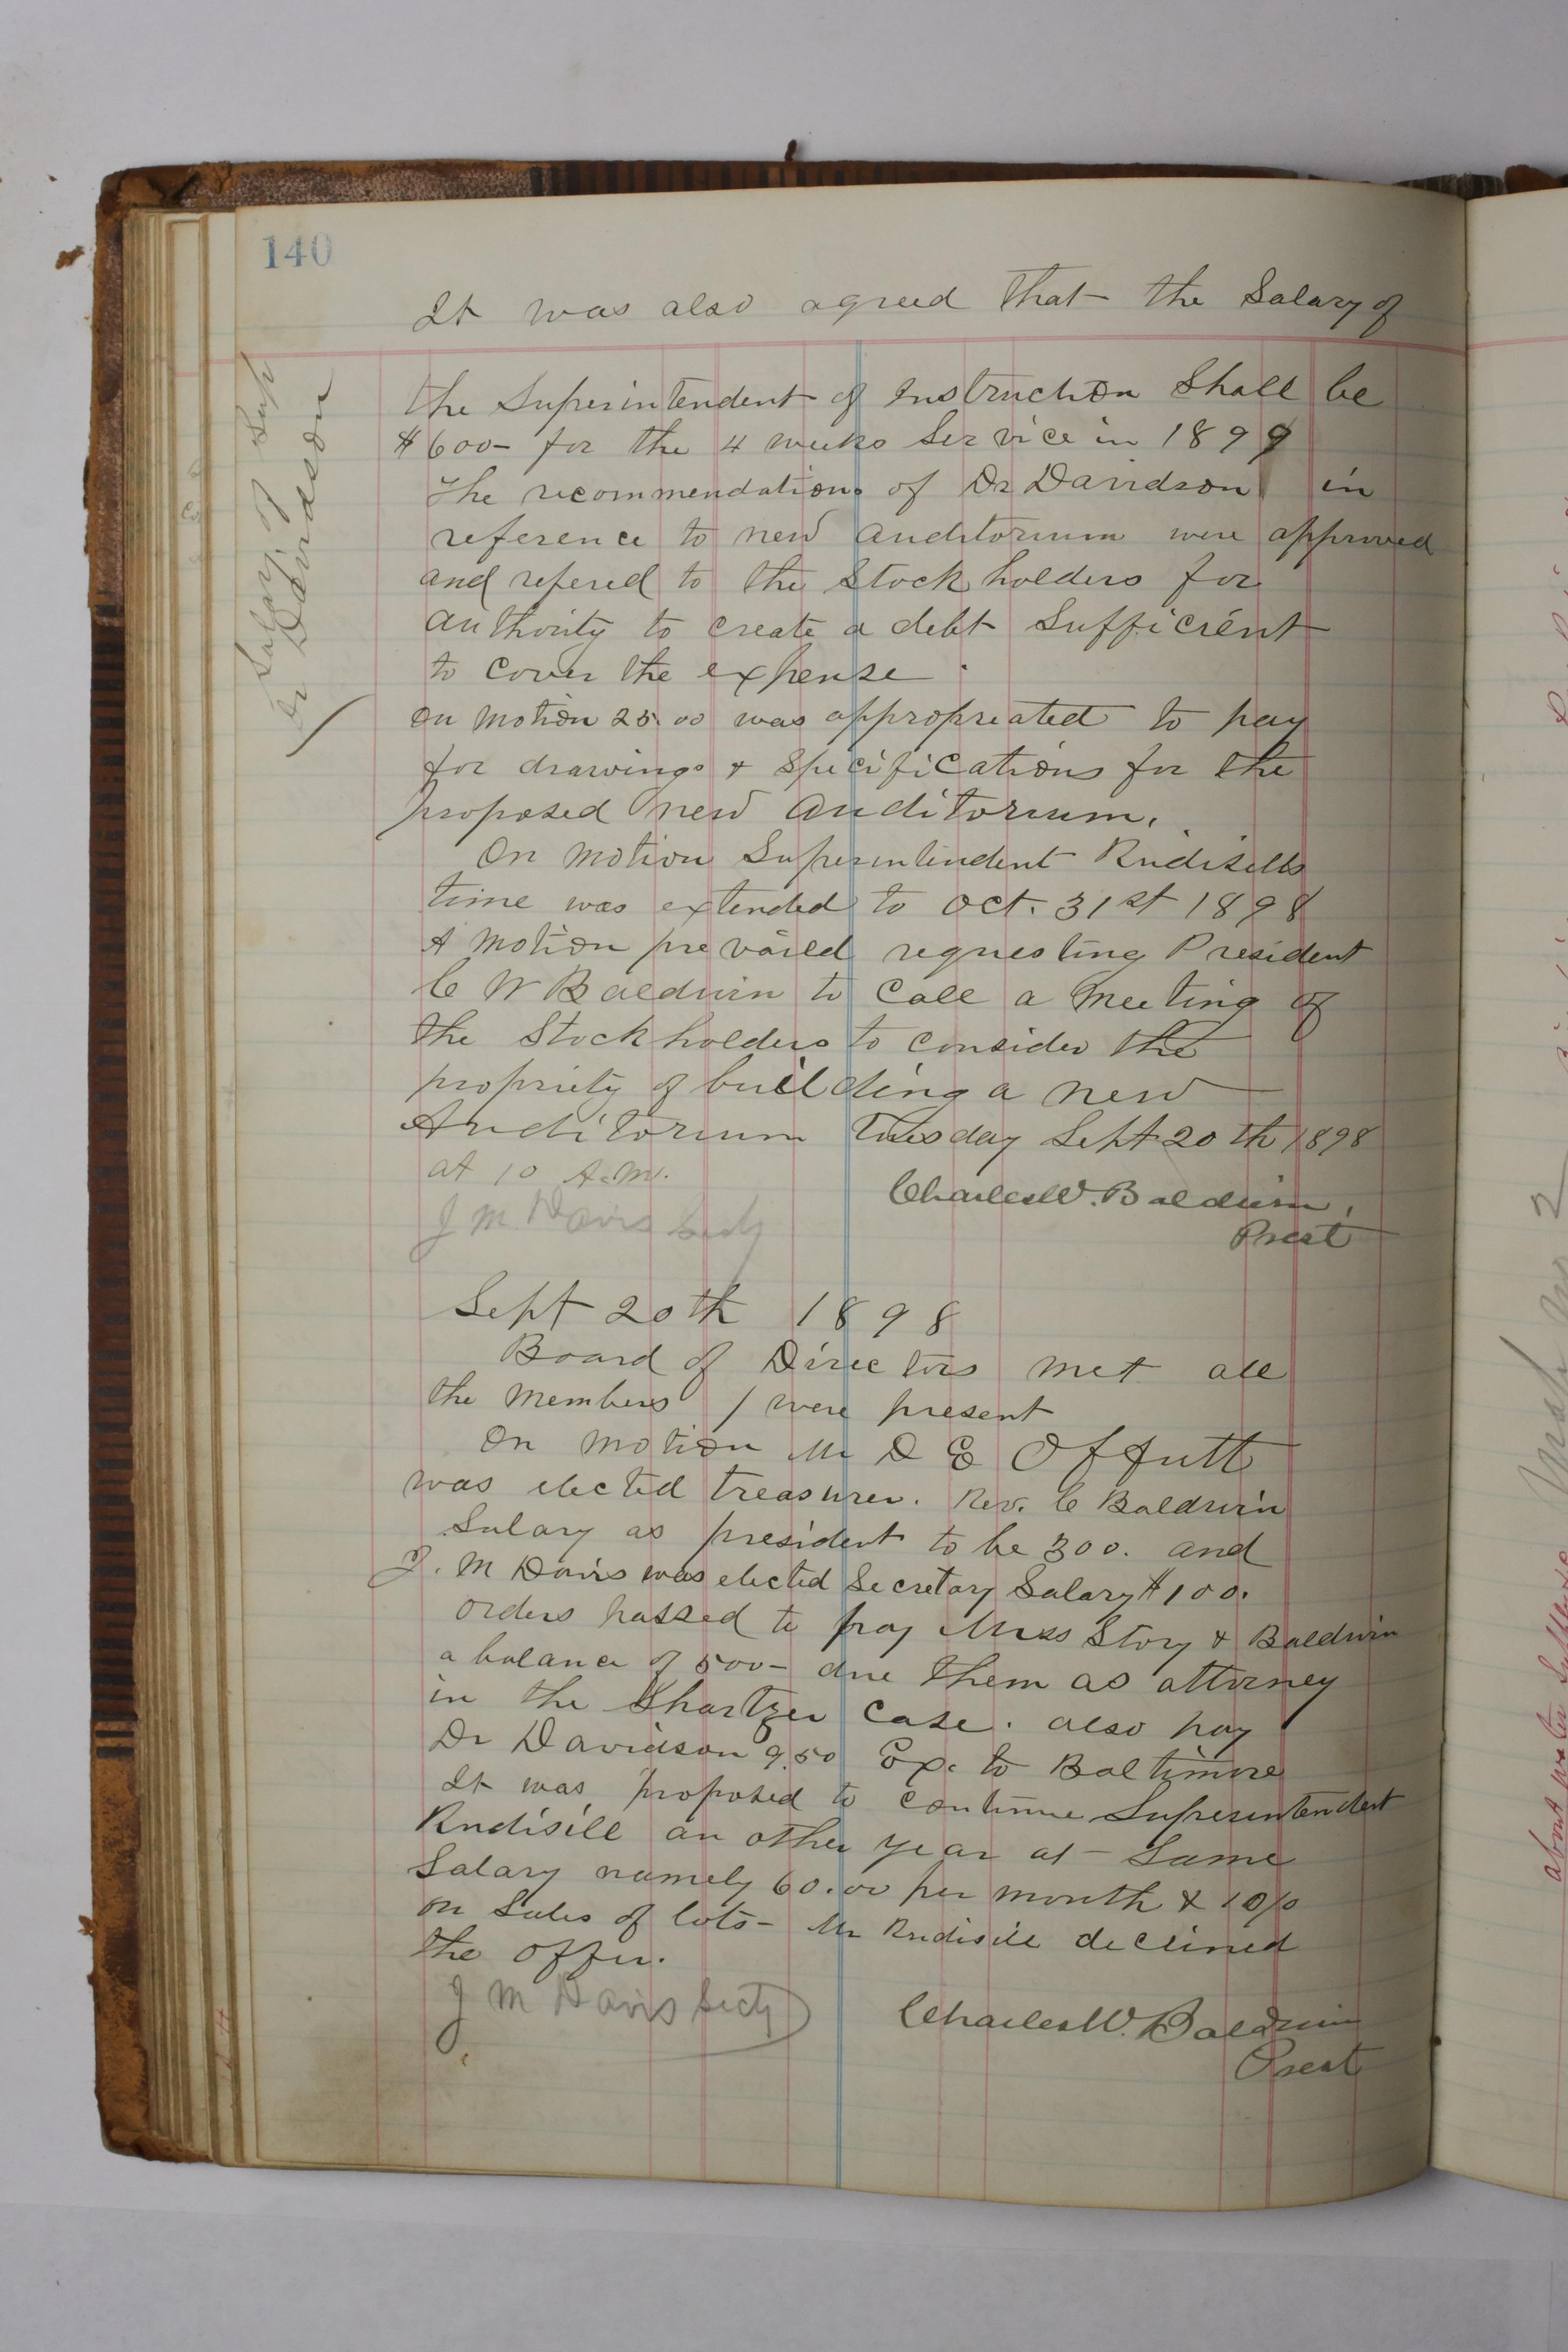 140
It was also agreed that the Salary of
the Superintendent of Instruction Shall be
$600- for the 4 weeks Service in 1899
The recommendations of Dr Davidson in
reference to new auditorium were approved
and refered to the Stock holders for
authority to create a debt Sufficient
to cover the expense
On motion 25.00 was appropreated to pay
for drawings & Specifications for the
proposed new auditorium.
On motion Superintendent Rudisills
time was extended to Oct. 31st 1898
A motion prevailed requesting President
C W Baldwin to Call a Meeting of
the Stock holders to consider the
propriety of building a new
Auditorium Tuesday Sept 20th 1898
at 10 A.M.
Charles W. Baldwin,
J M Davis Secty
Prest
Sept 20th 1898
Board of Directors met all
the Members / were present
On motion Mr D E Offutt
was elected treasurer. Rev. C Baldwin
Salary as president to be 300. and
J. M Davis was elected Secretary Salary $100.
Orders passed to pay Mess Story & Baldwin
a balance of 500- due them as attorney
in the Shartzer Case. also pay
Dr Davidson 9.50 Ex. to Baltimore
It was proposed to continue Superintendent
Rudisill an other year at - Same
Salary namely 60.00 per month & 10%
on Sales of lots- Mr Rudisill declined
the offer.
J M Davis Secty
Charles W. Baldwin
Prest
Salary of Sup
Dr Davidson